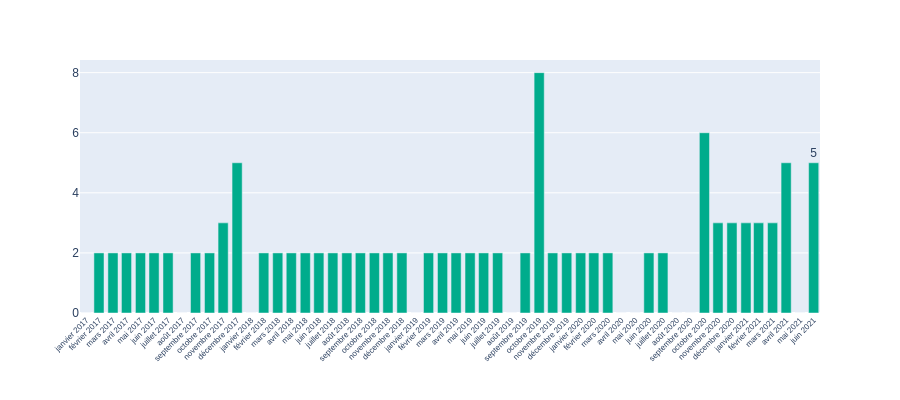 8
6
4
2
0
5
janvier 2017
février 2017
mars 2017
avril 2017
mai 2017
juin 2017
juillet 2017
août 2017
septembre 2017
octobre 2017
novembre 2017
décembre 2017
janvier 2018
février 2018
mars 2018
avril 2018
mai 2018
juin 2018
juillet 2018
août 2018
septembre 2018
octobre 2018
novembre 2018
décembre 2018
janvier 2019
février 2019
mars 2019
avril 2019
mai 2019
juin 2019
juillet 2019
août 2019
septembre 2019
octobre 2019
novembre 2019
décembre 2019
janvier 2020
février 2020
mars 2020
avril 2020
mai 2020
juin 2020
juillet 2020
août 2020
septembre 2020
octobre 2020
novembre 2020
décembre 2020
janvier 2021
février 2021
mars 2021
avril 2021
mai 2021
juin 2021